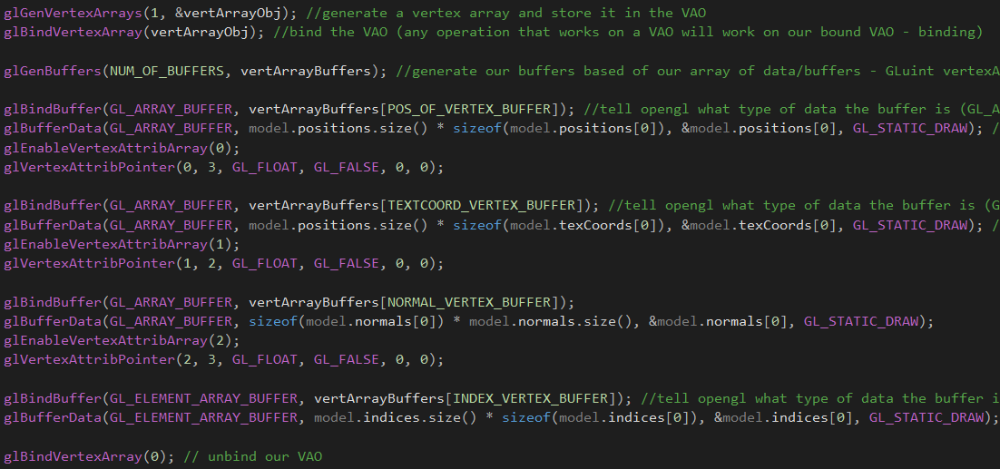 glGenVertexArrays(1, &vertArrayObj); //generate a vertex array and store it in the VAO
glBindVertexArray(vertArrayObj); //bind the VAO (any operation that works on a VAO will work on our bound VAO - binding)
glGenBuffers(NUM_OF_BUFFERS, vertArrayBuffers); //generate our buffers based of our array of data/buffers - GLuint vertexA
glBindBuffer(GL_ARRAY_BUFFER, vertArrayBuffers[POS_OF_VERTEX_BUFFER]); //tell opengl what type of data the buffer is (GL_A
glBufferData(GL_ARRAY_BUFFER, model.positions.size() * sizeof(model.positions[0]), &model.positions[0], GL_STATIC_DRAW); /
glEnableVertexAttribArray(0);
glVertexAttribPointer(0, 3, GL_FLOAT, GL_FALSE, 0, 0);
glBindBuffer(GL_ARRAY_BUFFER, vertArrayBuffers[TEXTCOORD_VERTEX_BUFFER]); //tell opengl what type of data the buffer is (G
glBufferData(GL_ARRAY_BUFFER, model.positions.size() * sizeof(model.texCoords[0]), &model.texCoords[0], GL_STATIC_DRAW); /
glEnableVertexAttribArray(1);
glVertexAttribPointer(1, 2, GL_FLOAT, GL_FALSE, 0, 0);
glBindBuffer(GL_ARRAY_BUFFER, vertArrayBuffers[NORMAL_VERTEX_BUFFER]);
glBufferData(GL_ARRAY_BUFFER, sizeof(model.normals[0]) * model.normals.size(), &model.normals[0], GL_STATIC_DRAW);
glEnableVertexAttribArray(2);
glVertexAttribPointer(2, 3, GL_FLOAT, GL_FALSE, 0, 0);
glBindBuffer(GL_ELEMENT_ARRAY_BUFFER, vertArrayBuffers[INDEX_VERTEX_BUFFER]); //tell opengl what type of data the buffer i
glBufferData(GL_ELEMENT_ARRAY_BUFFER, model.indices.size() * sizeof(model.indices[0]), &model.indices[0], GL_STATIC_DRAW);
glBindVertexArray(0); // unbind our VAO